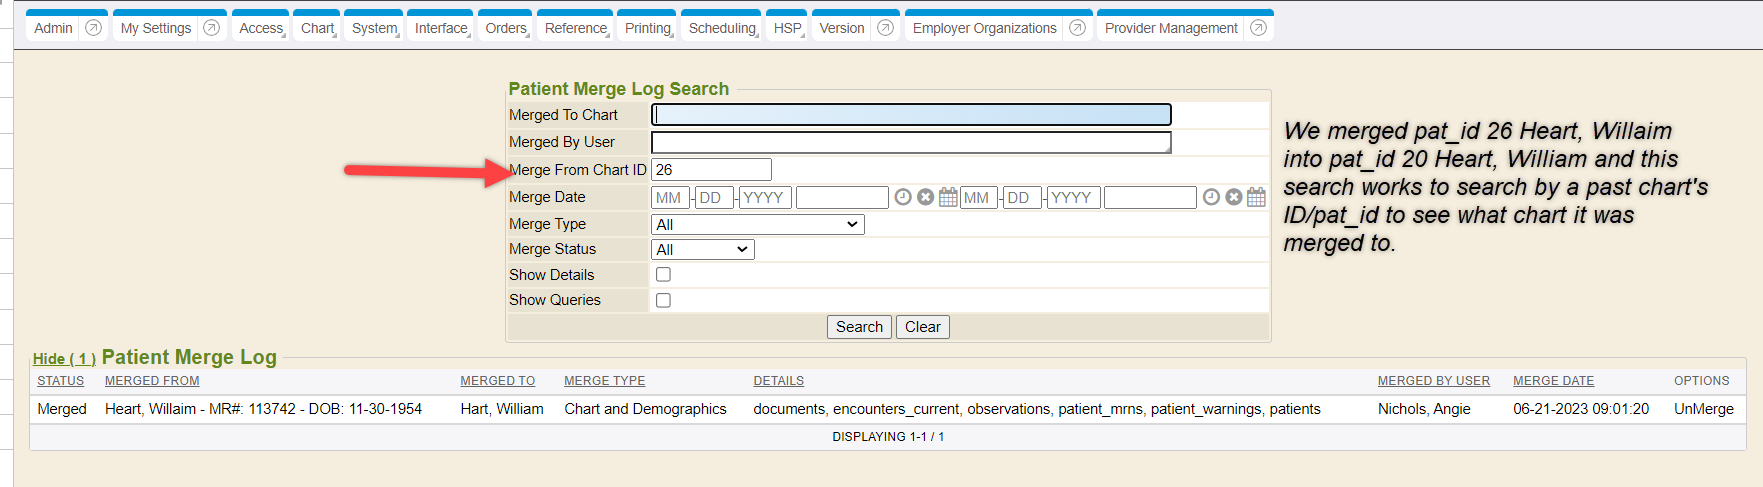 Admin My Settings Access Chart System Interface Orders Reference Printing Scheduling HSP Version Employer Organizations Provider Management
Patient Merge Log Search
Merged To Chart
Merged By User
Merge From Chart ID 26
Merge Date MM - DD - YYYY MM - DD - YYYY
Merge Type All
Merge Status All
Show Details
Show Queries
Search Clear
We merged pat_id 26 Heart, Willaim
into pat_id 20 Heart, William and this
search works to search by a past chart's
ID/pat_id to see what chart it was
merged to.
Hide ( 1 ) Patient Merge Log
STATUS MERGED FROM MERGED TO MERGE TYPE DETAILS MERGED BY USER MERGE DATE OPTIONS
Merged Heart, Willaim - MR#: 113742 - DOB: 11-30-1954 Hart, William Chart and Demographics documents, encounters_current, observations, patient_mrns, patient_warnings, patients Nichols, Angie 06-21-2023 09:01:20 UnMerge
DISPLAYING 1-1 / 1